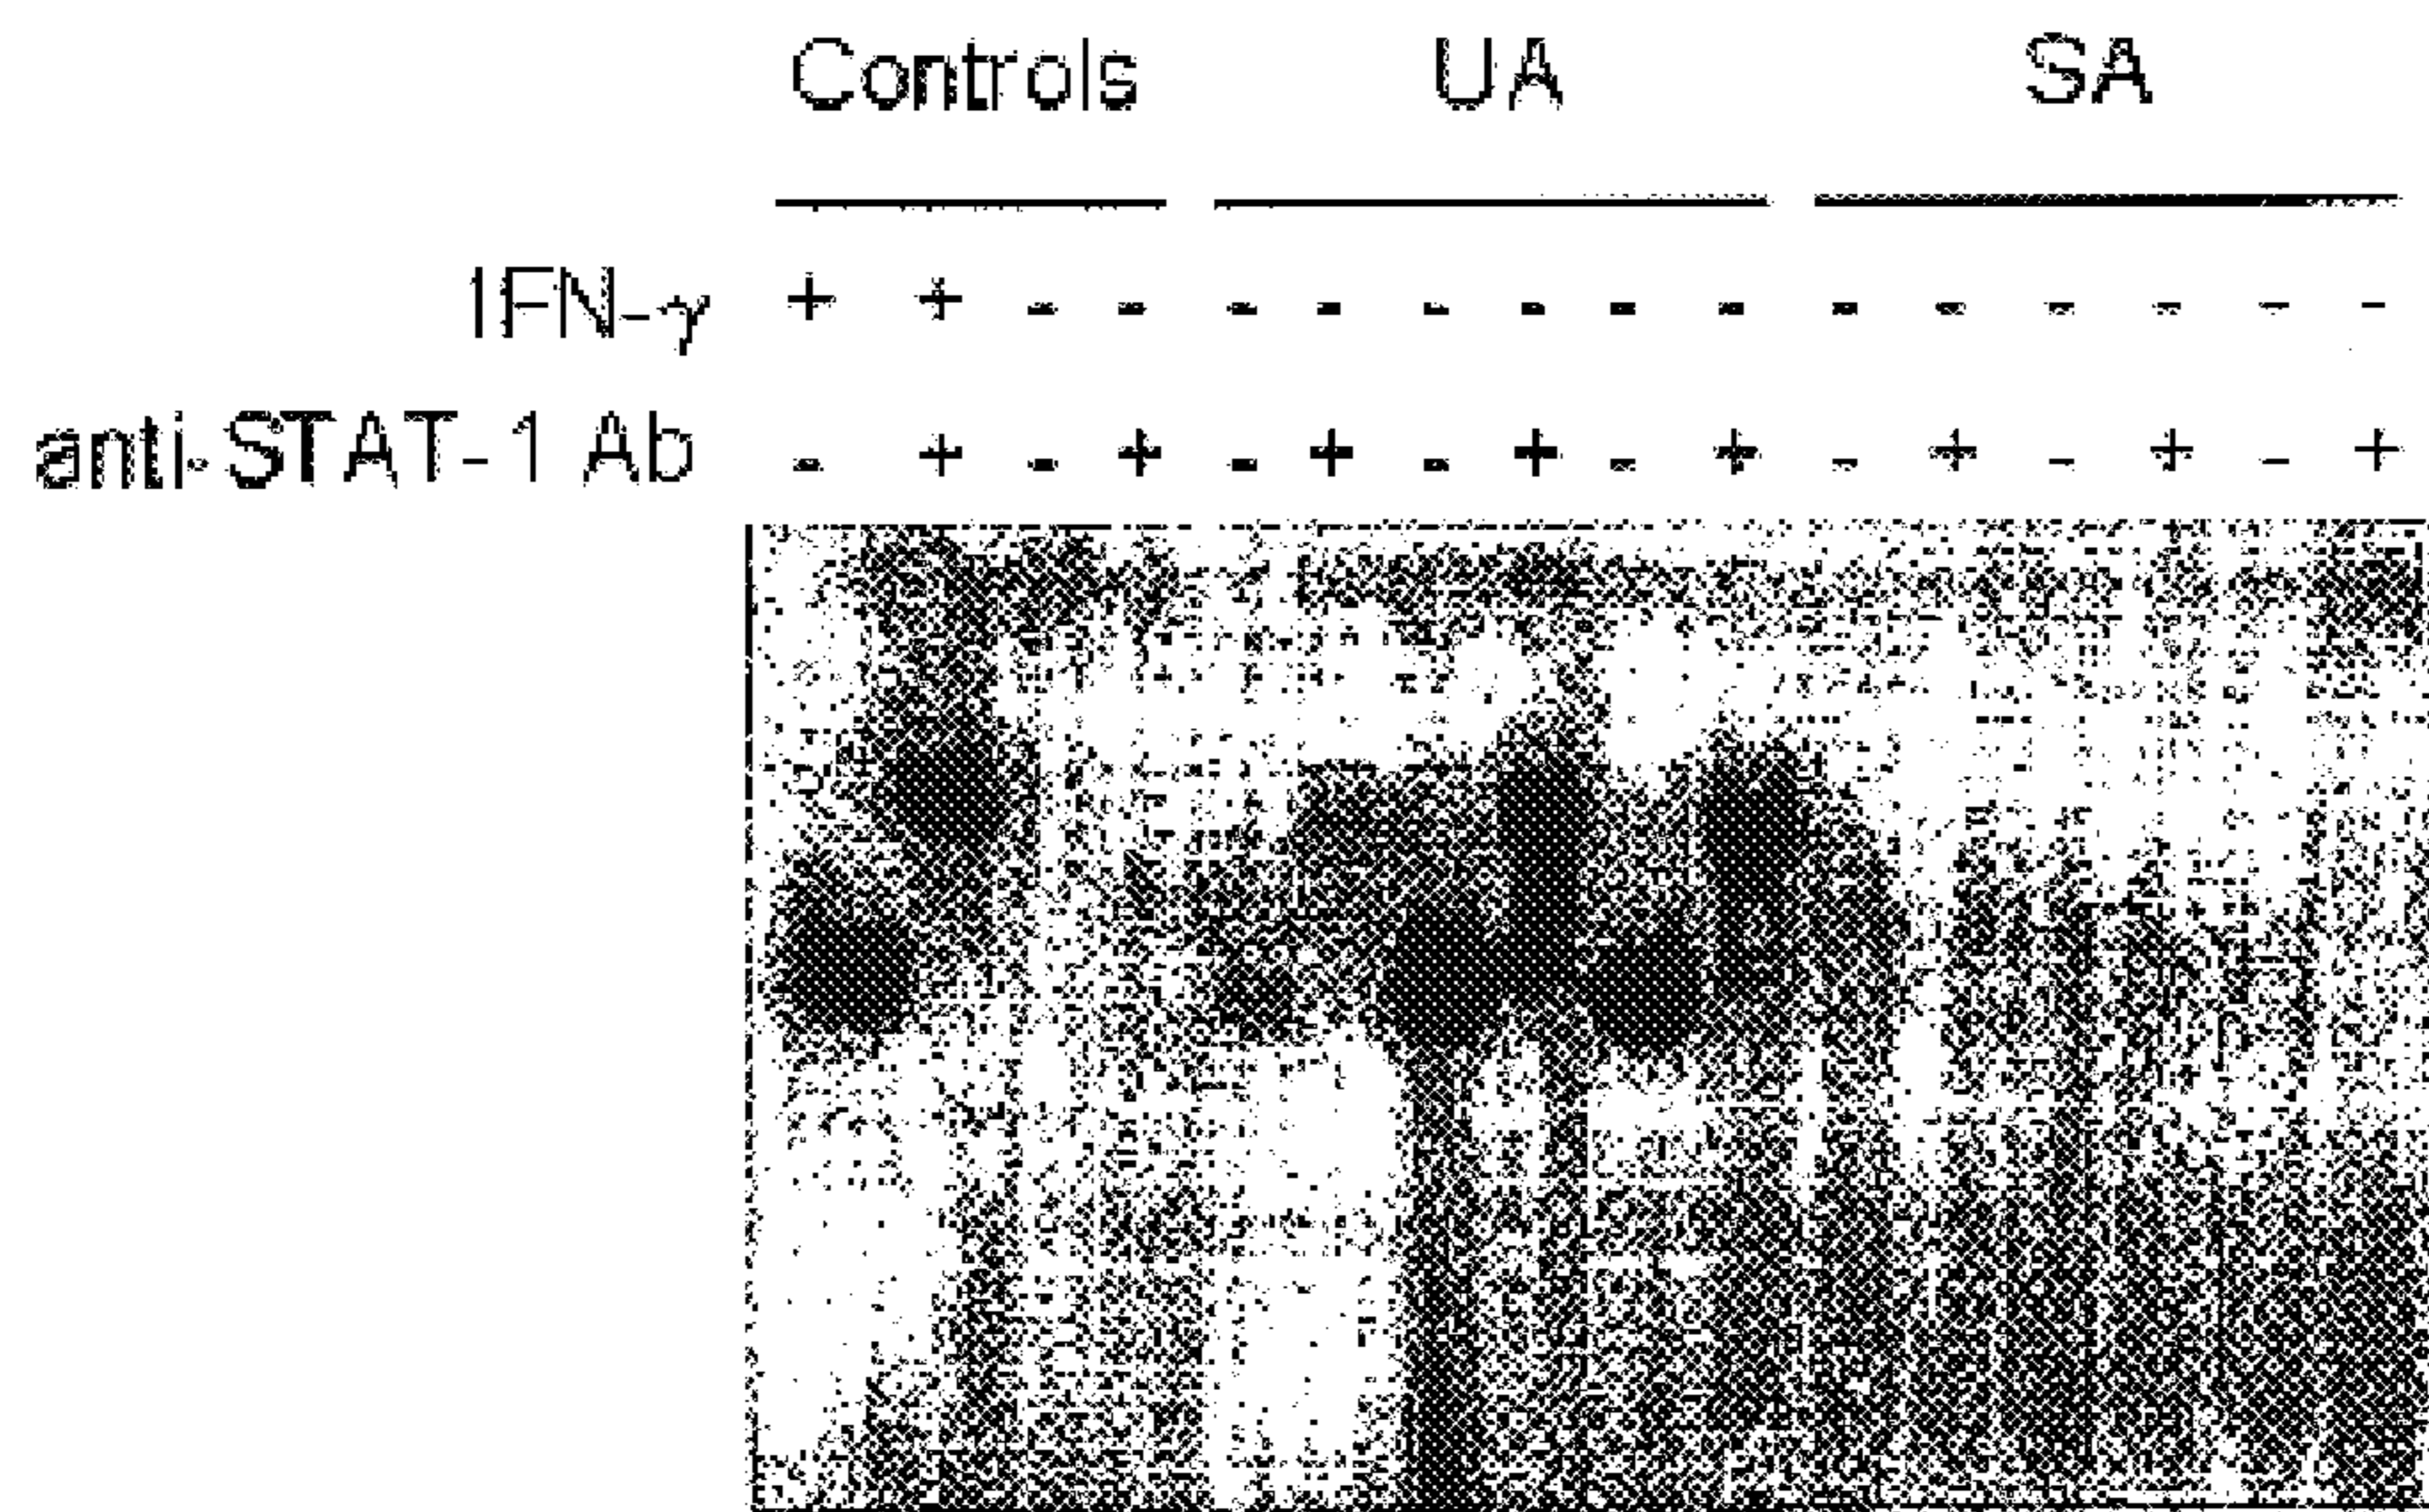 Controls UA SA
IFN-γ + + - - - - - - - - - - - - - -
anti-STAT-1 Ab - + - + - + - + - + - + - + - +